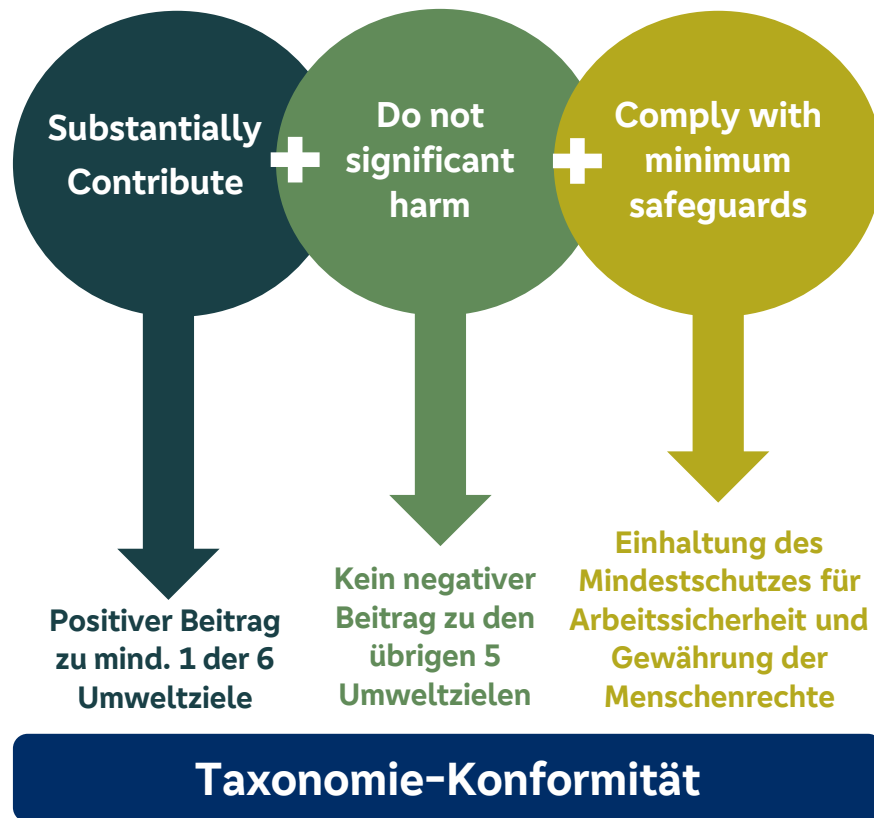 Substantially
Contribute
Do not
significant
harm
Comply with
minimum
safeguards
Positiver Beitrag
zu mind. 1 der 6
Umweltziele
Kein negativer
Beitrag zu den
übrigen 5
Umweltzielen
Einhaltung des
Mindestschutzes für
Arbeitssicherheit und
Gewährung der
Menschenrechte
Taxonomie-Konformität